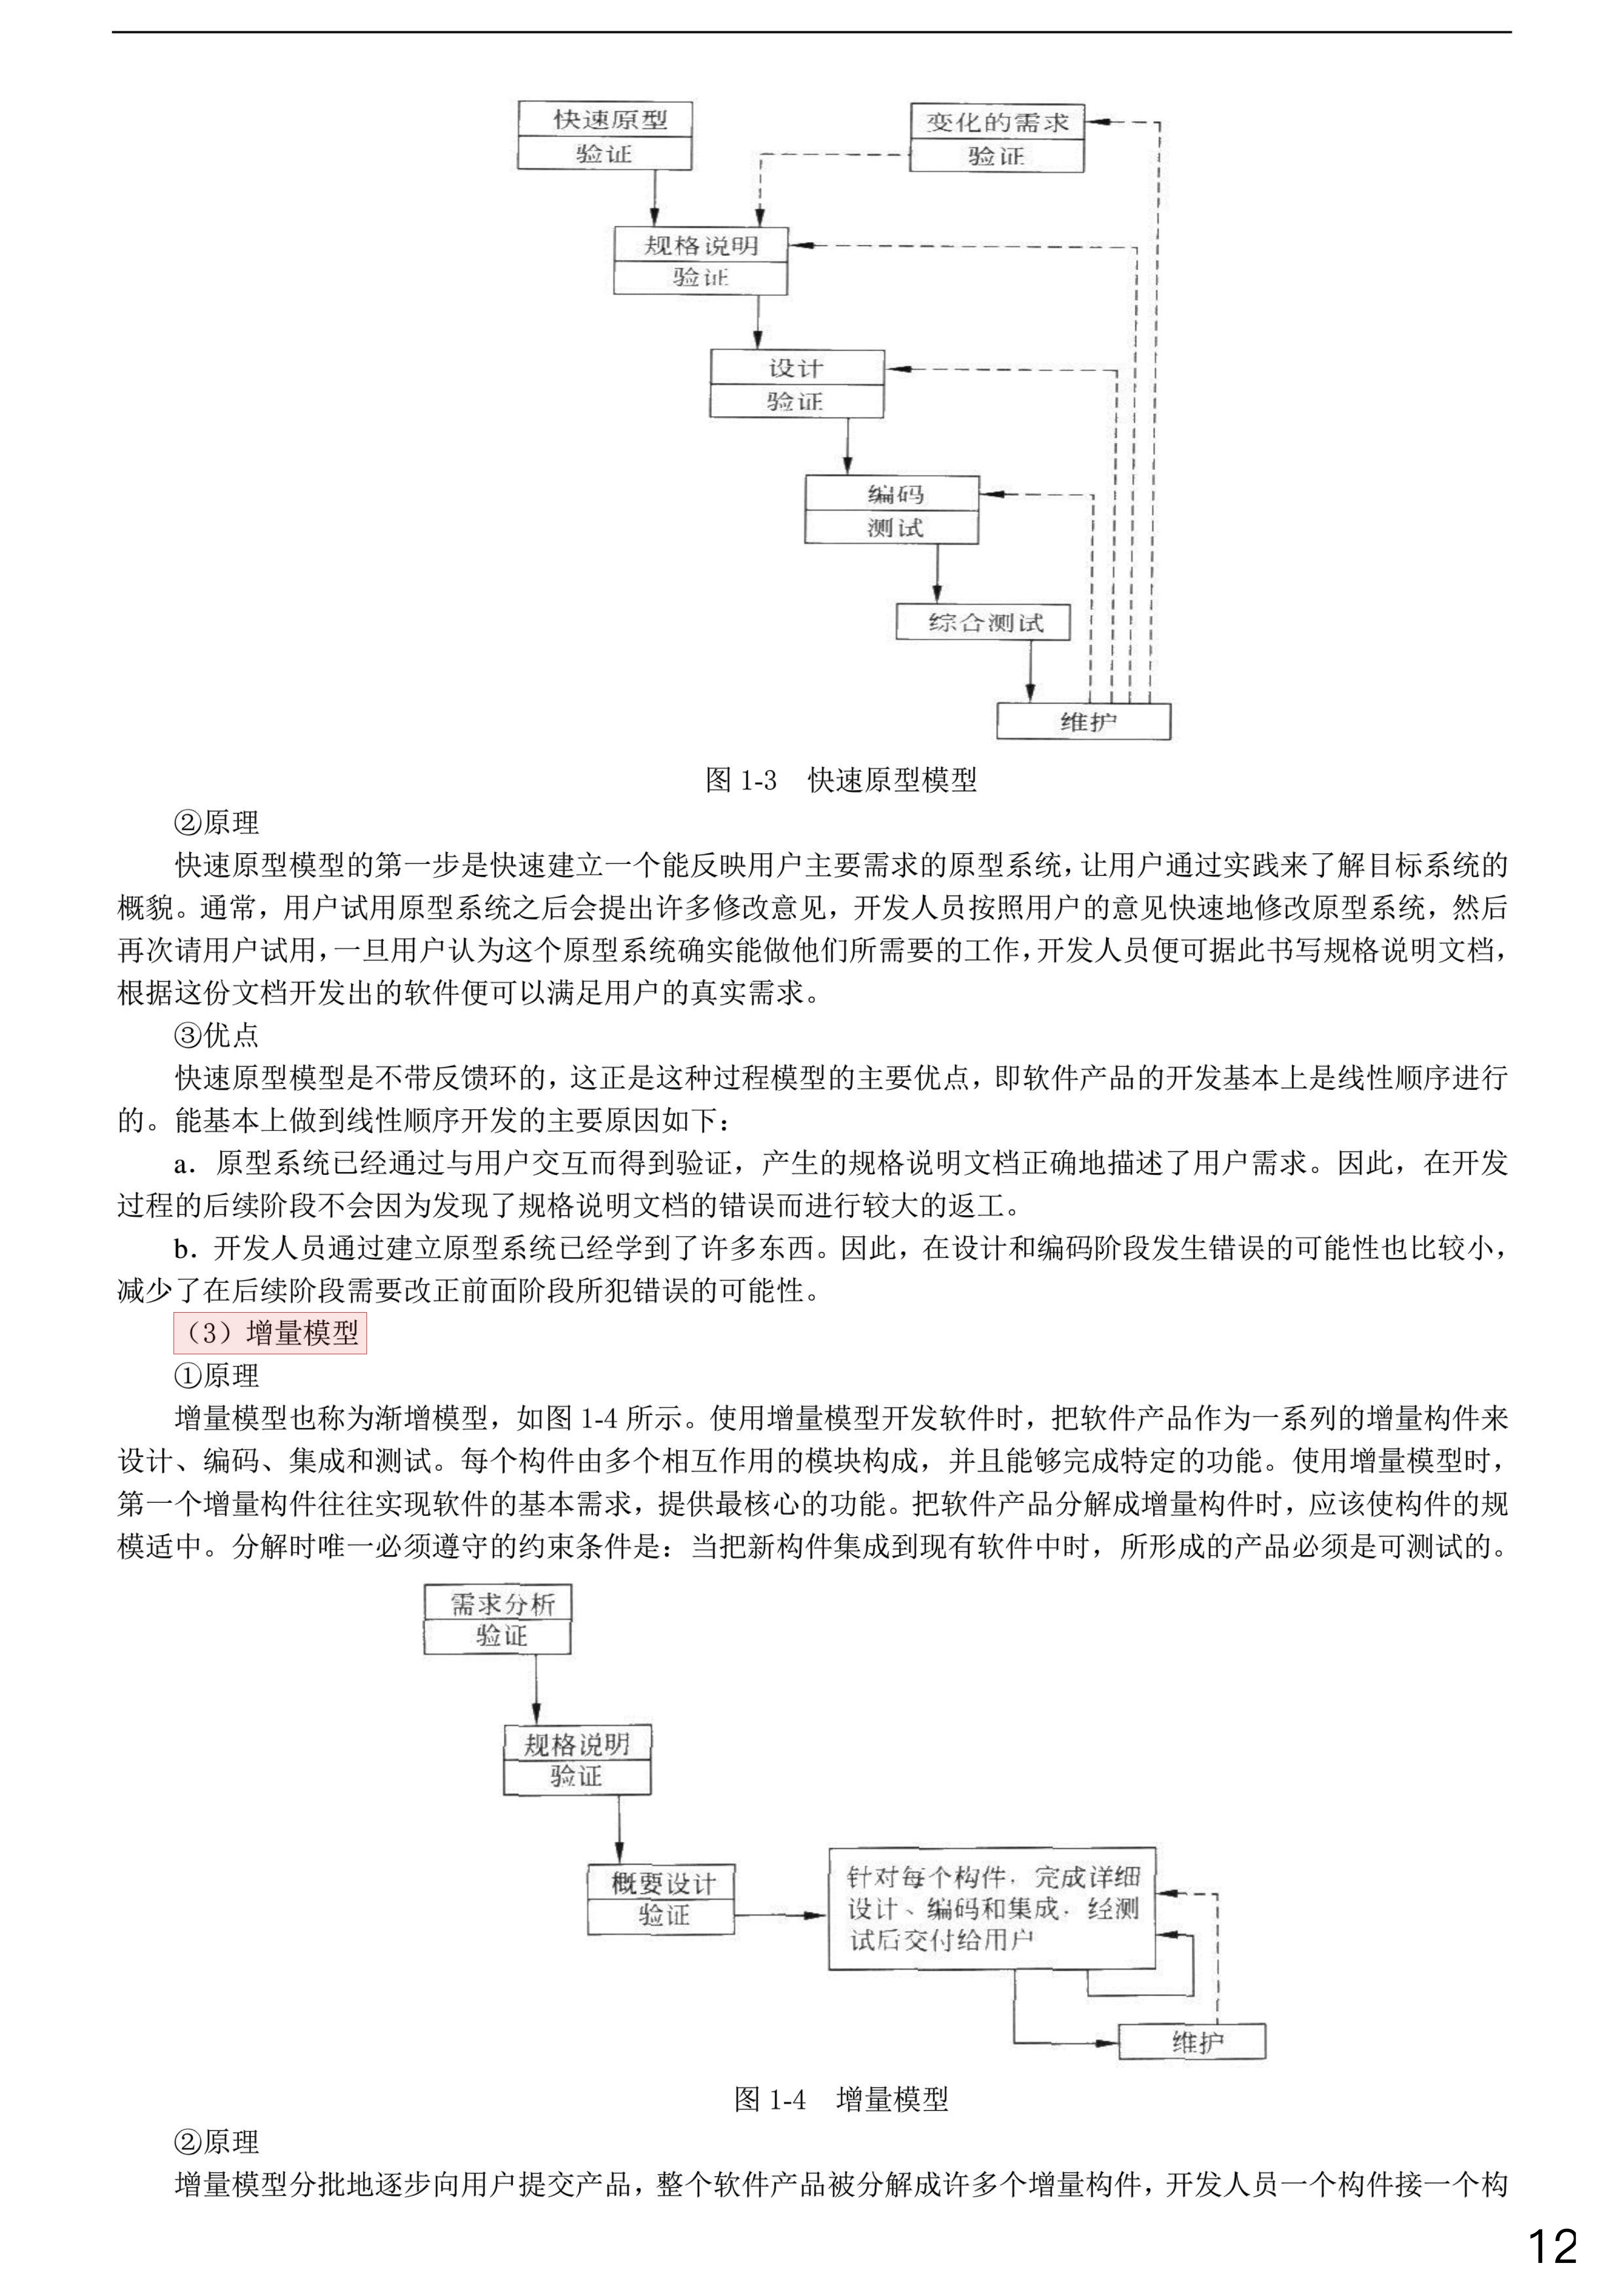 快速原型
验证
变化的需求
验证
规格说明
验证
设计
验证
编码
测试
综合测试
维护
图 1-3 快速原型模型
②原理
快速原型模型的第一步是快速建立一个能反映用户主要需求的原型系统，让用户通过实践来了解目标系统的
概貌。通常，用户试用原型系统之后会提出许多修改意见，开发人员按照用户的意见快速地修改原型系统，然后
再次请用户试用，一旦用户认为这个原型系统确实能做他们所需要的工作，开发人员便可据此书写规格说明文档，
根据这份文档开发出的软件便可以满足用户的真实需求。
③优点
快速原型模型是不带反馈环的，这正是这种过程模型的主要优点，即软件产品的开发基本上是线性顺序进行
的。能基本上做到线性顺序开发的主要原因如下：
a．原型系统已经通过与用户交互而得到验证，产生的规格说明文档正确地描述了用户需求。因此，在开发
过程的后续阶段不会因为发现了规格说明文档的错误而进行较大的返工。
b．开发人员通过建立原型系统已经学到了许多东西。因此，在设计和编码阶段发生错误的可能性也比较小，
减少了在后续阶段需要改正前面阶段所犯错误的可能性。
（3）增量模型
①原理
增量模型也称为渐增模型，如图 1-4 所示。使用增量模型开发软件时，把软件产品作为一系列的增量构件来
设计、编码、集成和测试。每个构件由多个相互作用的模块构成，并且能够完成特定的功能。使用增量模型时，
第一个增量构件往往实现软件的基本需求，提供最核心的功能。把软件产品分解成增量构件时，应该使构件的规
模适中。分解时唯一必须遵守的约束条件是：当把新构件集成到现有软件中时，所形成的产品必须是可测试的。
需求分析
验证
规格说明
验证
概要设计
验证
针对每个构件，完成详细
设计、编码和集成，经测
试后交付给用户
维护
图 1-4 增量模型
②原理
增量模型分批地逐步向用户提交产品，整个软件产品被分解成许多个增量构件，开发人员一个构件接一个构
12